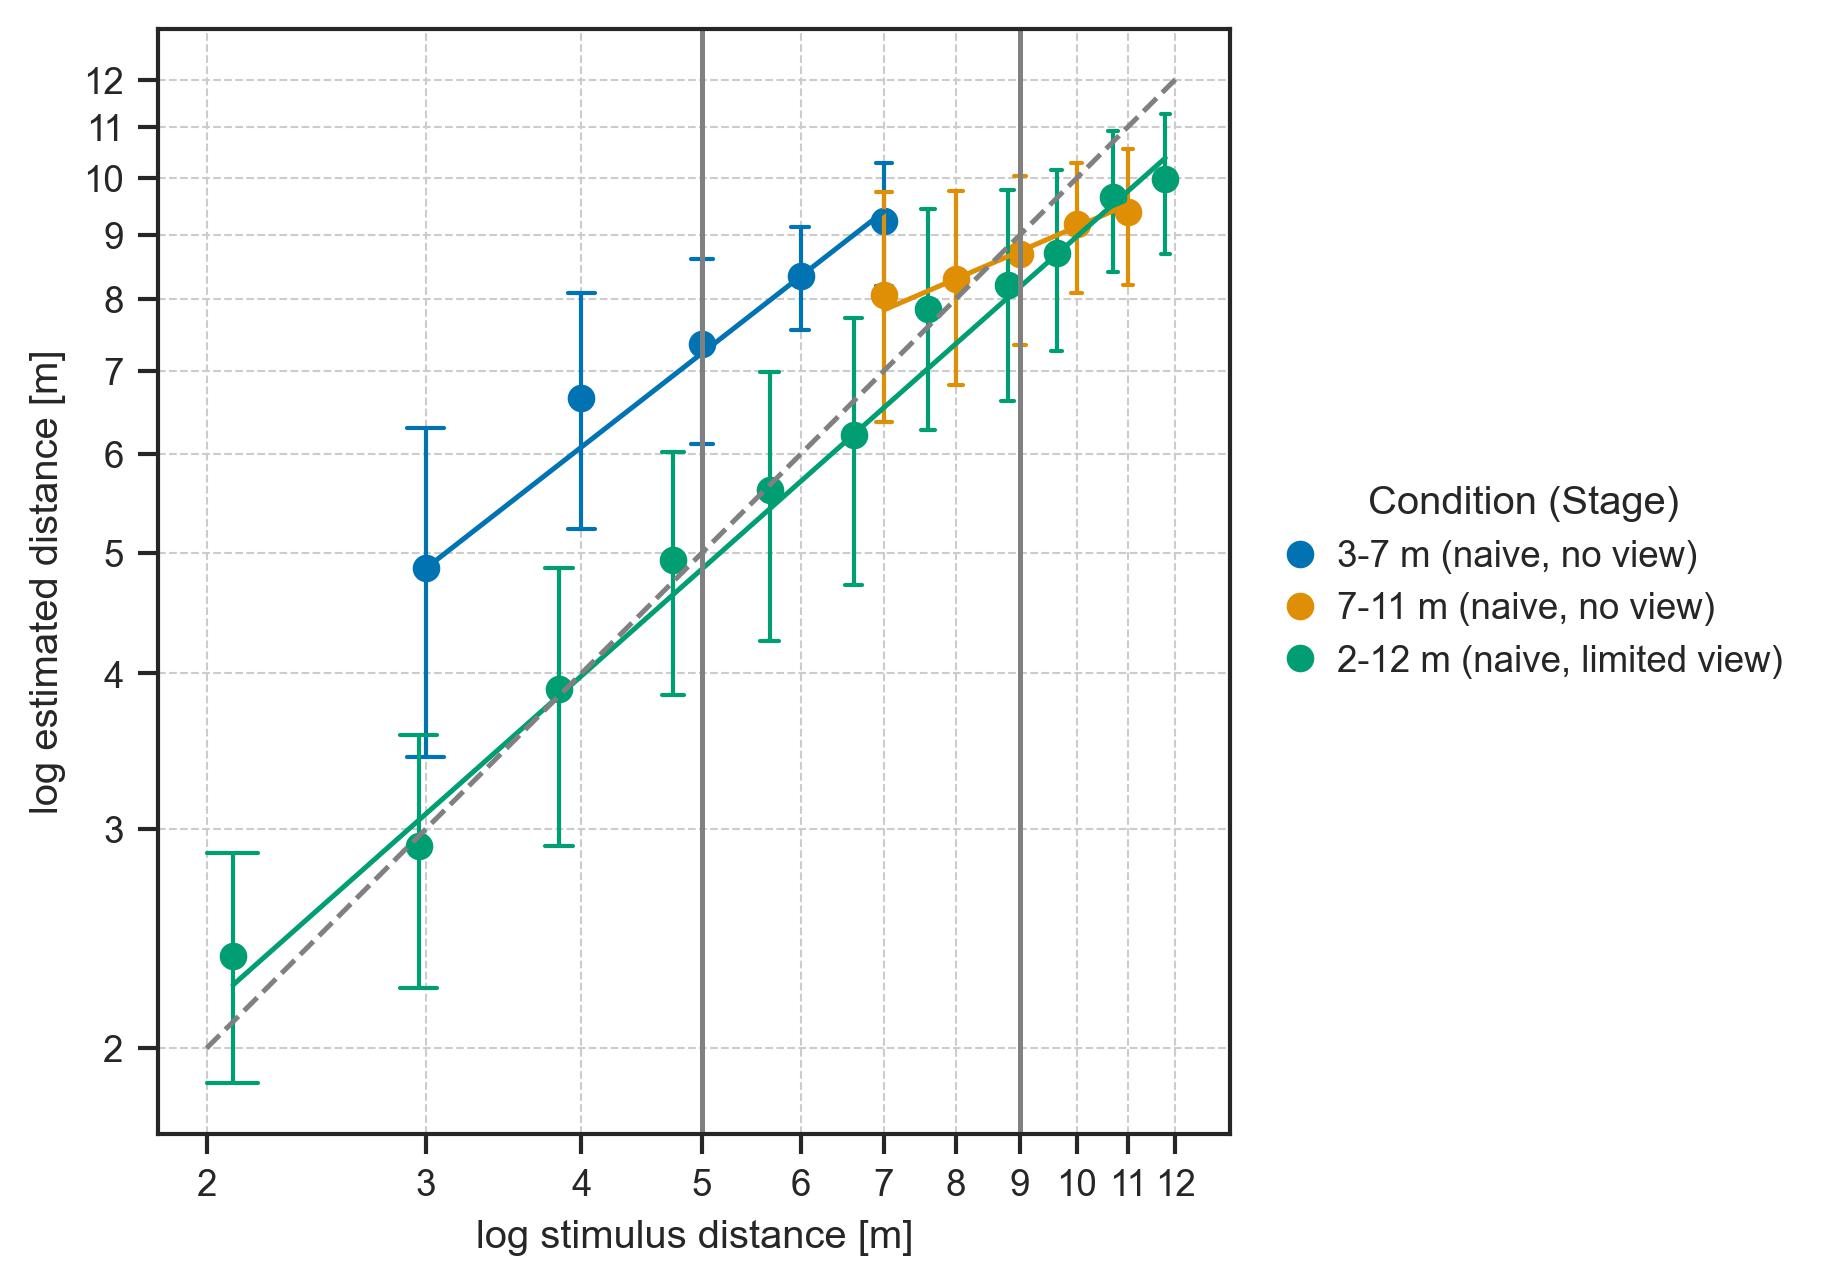 12
11
10
9
8
7
6
5
4
3
2
log estimated distance [m]
2 3 4 5 6 7 8 9 10 11 12
log stimulus distance [m]
Condition (Stage)
3-7 m (naive, no view)
7-11 m (naive, no view)
2-12 m (naive, limited view)